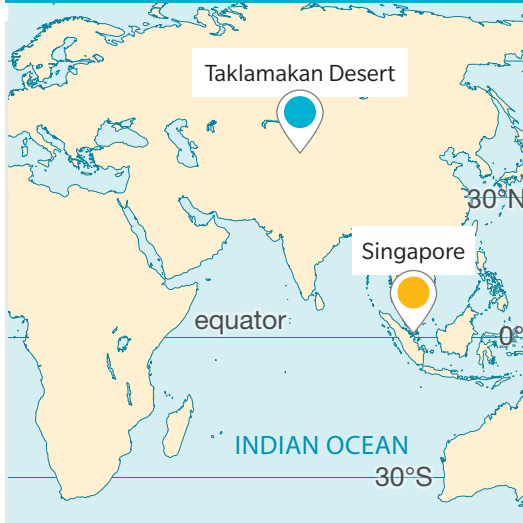 Taklamakan Desert
30°N
Singapore
equator
0°
INDIAN OCEAN
30°S